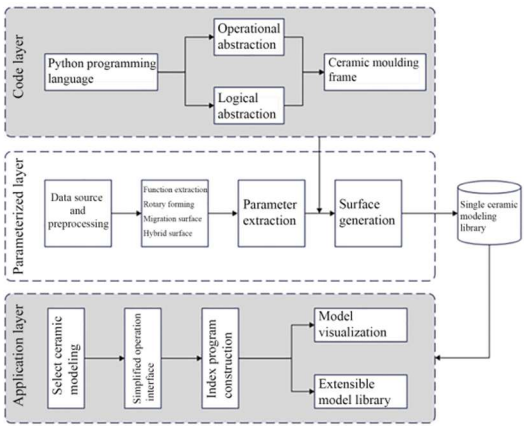 Code layer
Python programming
language
Operational
abstraction
Logical
abstraction
Ceramic moulding
frame
Parameterized layer
Data source
and
preprocessing
Function extraction
Rotary forming
Migration surface
Hybrid surface
Parameter
extraction
Surface
generation
Single ceramic
modeling
library
Application layer
Select ceramic
modeling
Simplified operation
interface
Index program
construction
Model
visualization
Extensible
model library